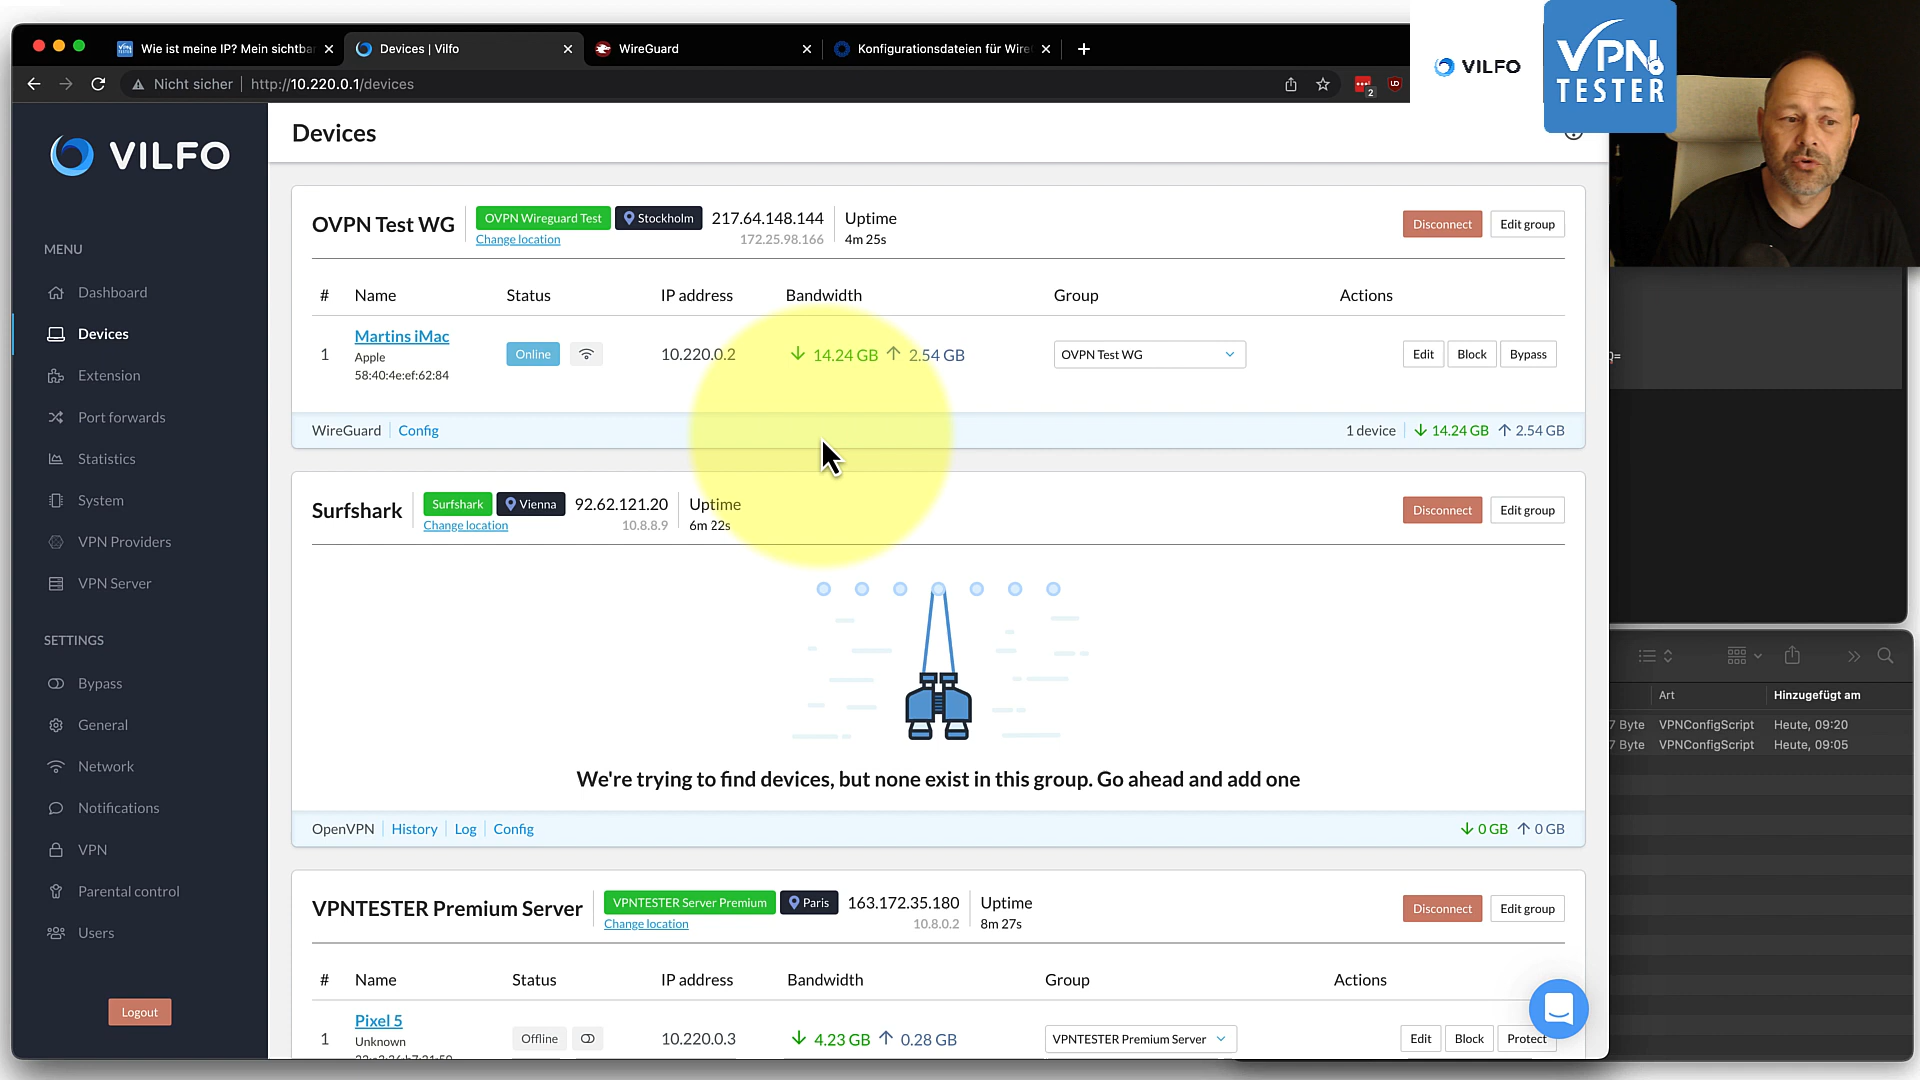 Wie ist meine IP? Mein sichtba
Devices | Vilfo
WireGuard
Konfigurationsdateien für Wire
Nicht sicher
http://10.220.0.1/devices
2
VILFO
VPN
TESTER
VILFO
MENU
Dashboard
Devices
Extension
Port forwards
Statistics
System
VPN Providers
VPN Server
SETTINGS
Bypass
General
Network
Notifications
VPN
Parental control
Users
Logout
Devices
OVPN Test WG
OVPN Wireguard Test
Stockholm
217.64.148.144
Uptime
Change location
172.25.98.166
4m 25s
Disconnect
Edit group
# Name Status IP address Bandwidth Group Actions
Martins iMac
1 Apple Online 10.220.0.2 14.24 GB 2.54 GB OVPN Test WG Edit Block Bypass
58:40:4e:ef:62:84
WireGuard Config 1 device 14.24 GB 2.54 GB
Surfshark
Surfshark
Vienna
92.62.121.20
Uptime
Change location
10.8.8.9
6m 22s
Disconnect
Edit group
We're trying to find devices, but none exist in this group. Go ahead and add one
OpenVPN History Log Config 0 GB 0 GB
VPNTESTER Premium Server
VPNTESTER Server Premium
Paris
163.172.35.180
Uptime
Change location
10.8.0.2
8m 27s
Disconnect
Edit group
# Name Status IP address Bandwidth Group Actions
Pixel 5
1 Unknown Offline 10.220.0.3 4.23 GB 0.28 GB VPNTESTER Premium Server Edit Block Protect
Art Hinzugefügt am
7 Byte VPNConfigScript Heute, 09:20
7 Byte VPNConfigScript Heute, 09:05